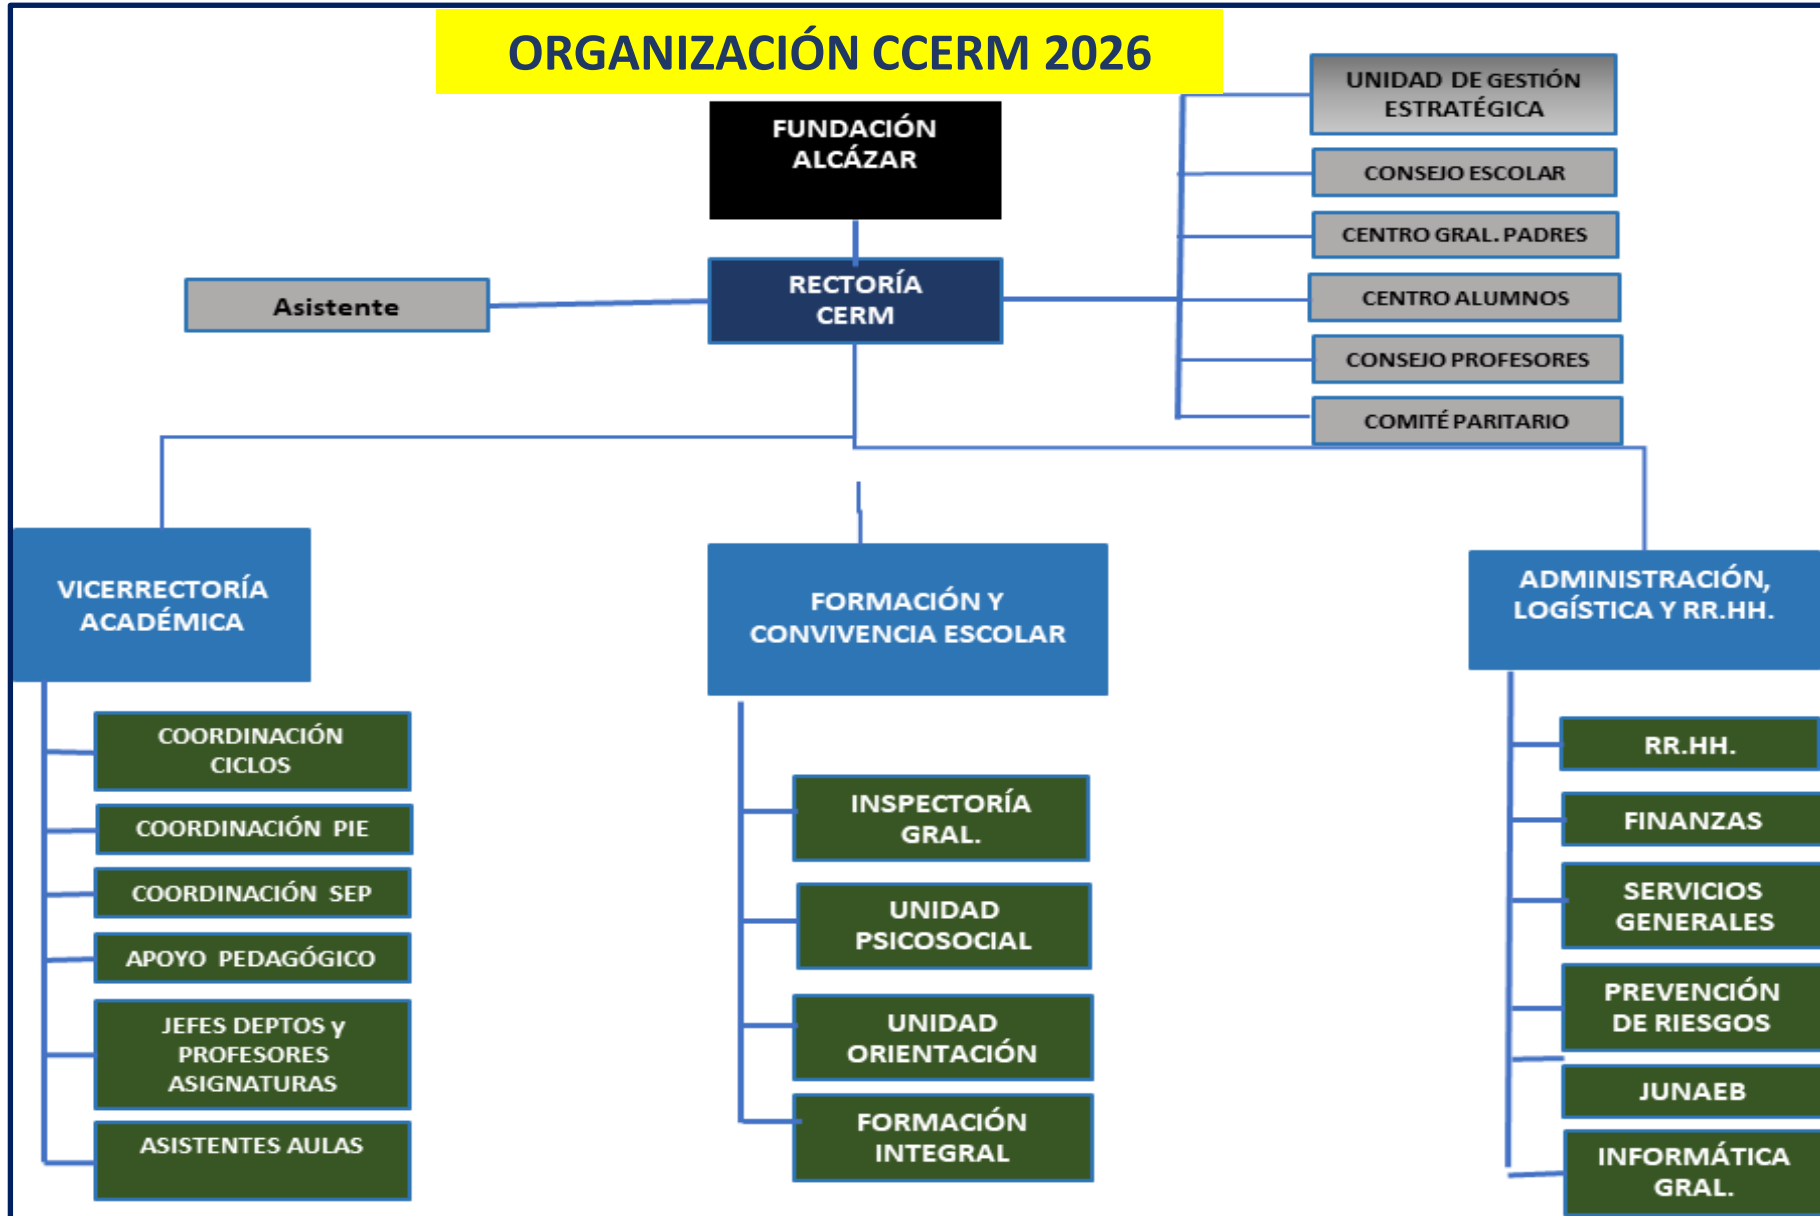 ORGANIZACIÓN CCERM 2026
FUNDACIÓN
ALCÁZAR
RECTORÍA
CERM
Asistente
UNIDAD DE GESTIÓN
ESTRATÉGICA
CONSEJO ESCOLAR
CENTRO GRAL. PADRES
CENTRO ALUMNOS
CONSEJO PROFESORES
COMITÉ PARITARIO
VICERRECTORÍA
ACADÉMICA
COORDINACIÓN
CICLOS
COORDINACIÓN PIE
COORDINACIÓN SEP
APOYO PEDAGÓGICO
JEFES DEPTOS y
PROFESORES
ASIGNATURAS
ASISTENTES AULAS
FORMACIÓN Y
CONVIVENCIA ESCOLAR
INSPECTORÍA
GRAL.
UNIDAD
PSICOSOCIAL
UNIDAD
ORIENTACIÓN
FORMACIÓN
INTEGRAL
ADMINISTRACIÓN,
LOGÍSTICA Y RR.HH.
RR.HH.
FINANZAS
SERVICIOS
GENERALES
PREVENCIÓN
DE RIESGOS
JUNAEB
INFORMÁTICA
GRAL.